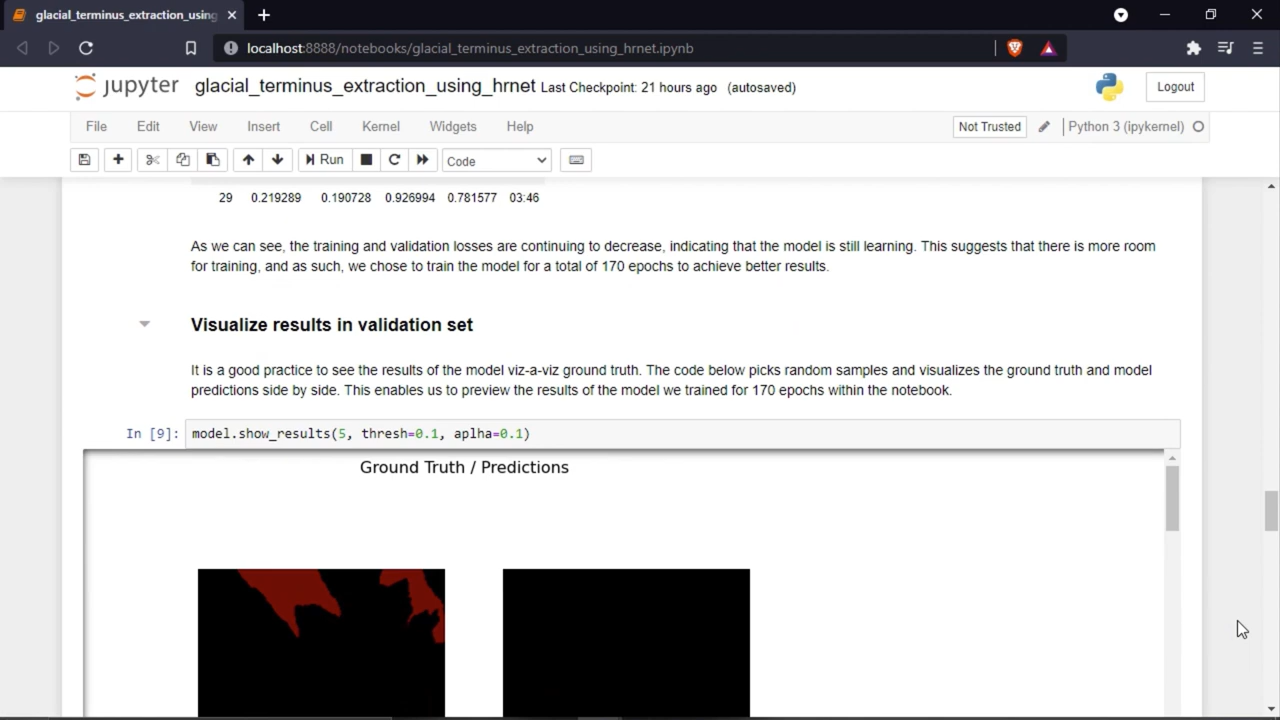 glacial_terminus_extraction_using
localhost:8888/notebooks/glacial_terminus_extraction_using_hrnet.ipynb
jupyter glacial_terminus_extraction_using_hrnet Last Checkpoint: 21 hours ago (autosaved)
Logout
File Edit View Insert Cell Kernel Widgets Help
Not Trusted
Python 3 (ipykernel)
Run
Code
29 0.219289 0.190728 0.926994 0.781577 03:46
As we can see, the training and validation losses are continuing to decrease, indicating that the model is still learning. This suggests that there is more room
for training, and as such, we chose to train the model for a total of 170 epochs to achieve better results.
Visualize results in validation set
It is a good practice to see the results of the model viz-a-viz ground truth. The code below picks random samples and visualizes the ground truth and model
predictions side by side. This enables us to preview the results of the model we trained for 170 epochs within the notebook.
In [9]: model.show_results(5, thresh=0.1, aplha=0.1)
Ground Truth / Predictions